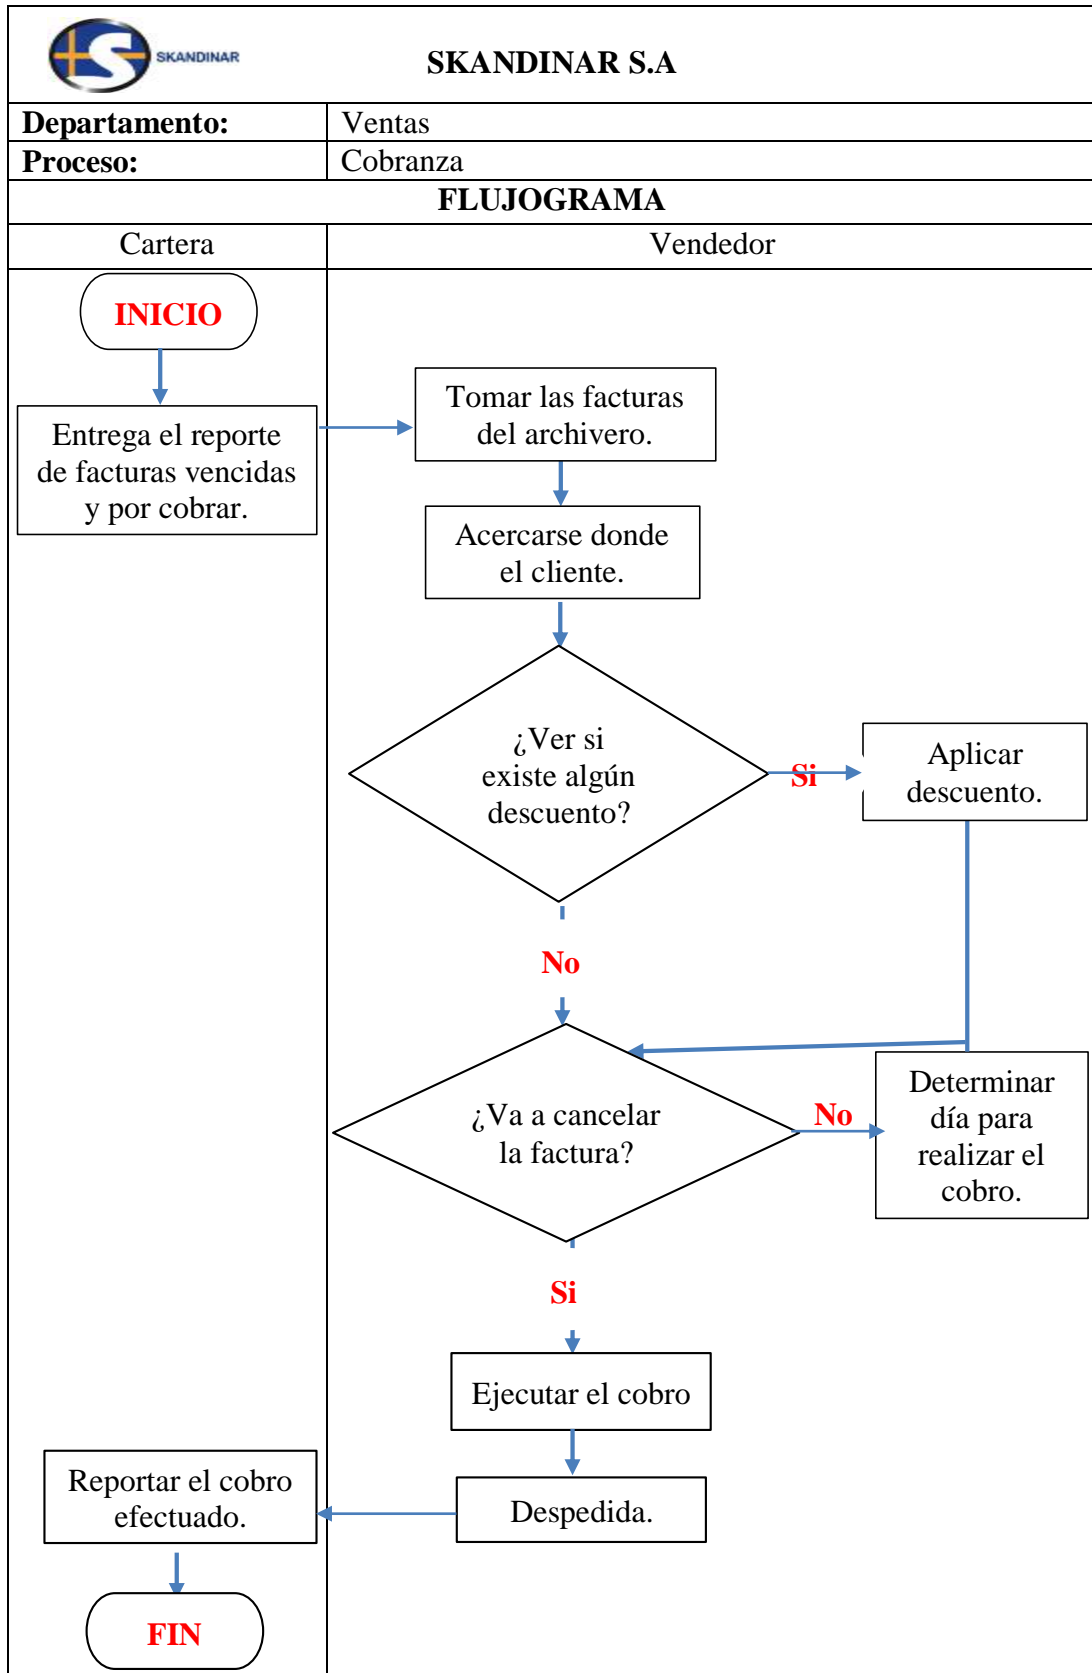 SKANDINAR
SKANDINAR S.A
Departamento:
Ventas
Proceso:
Cobranza
FLUJOGRAMA
Cartera
Vendedor
INICIO
Entrega el reporte
de facturas vencidas
y por cobrar.
Tomar las facturas
del archivero.
Acercarse donde
el cliente.
¿Ver si
existe algún
descuento?
Si
Aplicar
descuento.
No
¿Va a cancelar
la factura?
No
Determinar
día para
realizar el
cobro.
Si
Ejecutar el cobro
Despedida.
Reportar el cobro
efectuado.
FIN